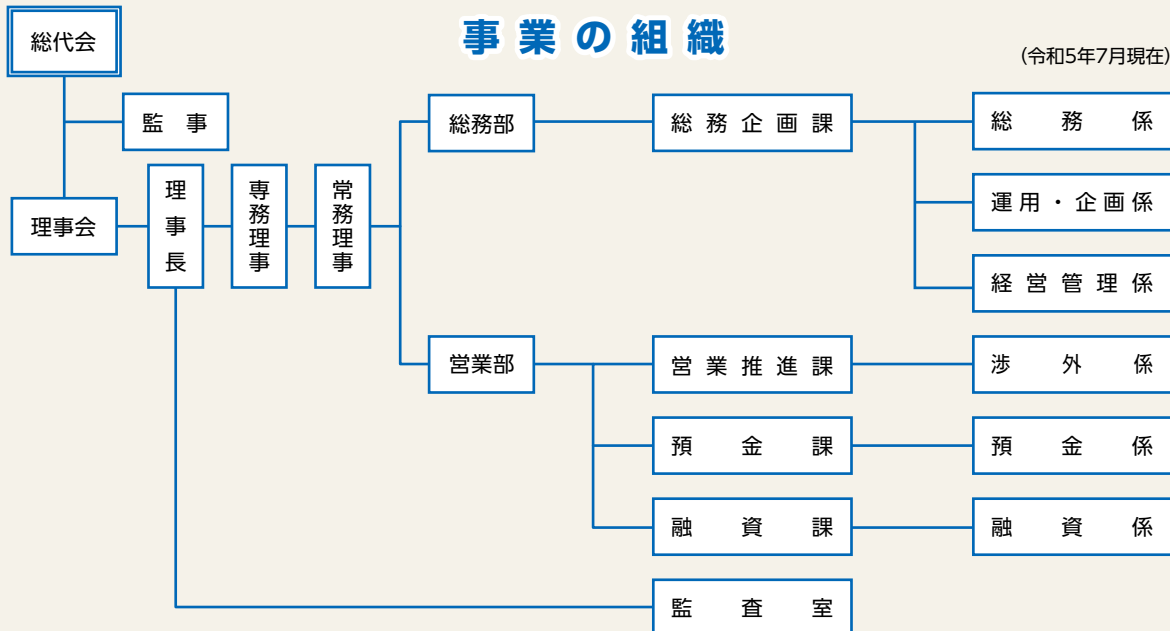 事業の組織
(令和5年7月現在)
総代会
監事
理事会
理事長
専務理事
常務理事
総務部
総務企画課
総務係
運用・企画係
経営管理係
営業部
営業推進課
渉外係
預金課
預金係
融資課
融資係
監査室